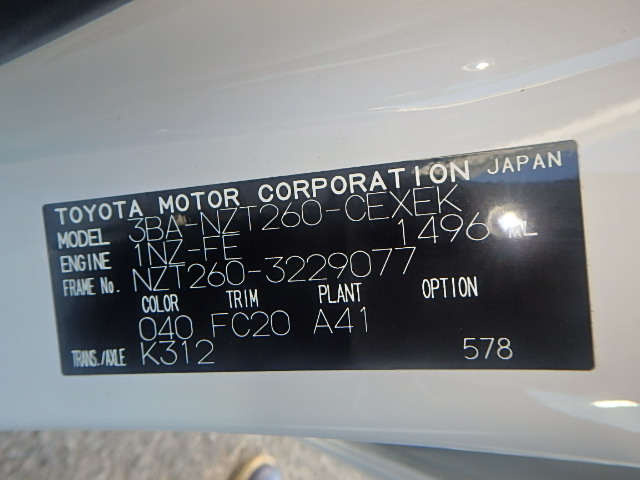 TOYOTA MOTOR CORPORATION JAPAN
MODEL 3BA-NZT260-CEXEK
ENGINE 1NZ-FE 1496 ML
FRAME No. NZT260-3229077
COLOR TRIM PLANT OPTION
040 FC20 A41
TRANS./AXLE K312 578